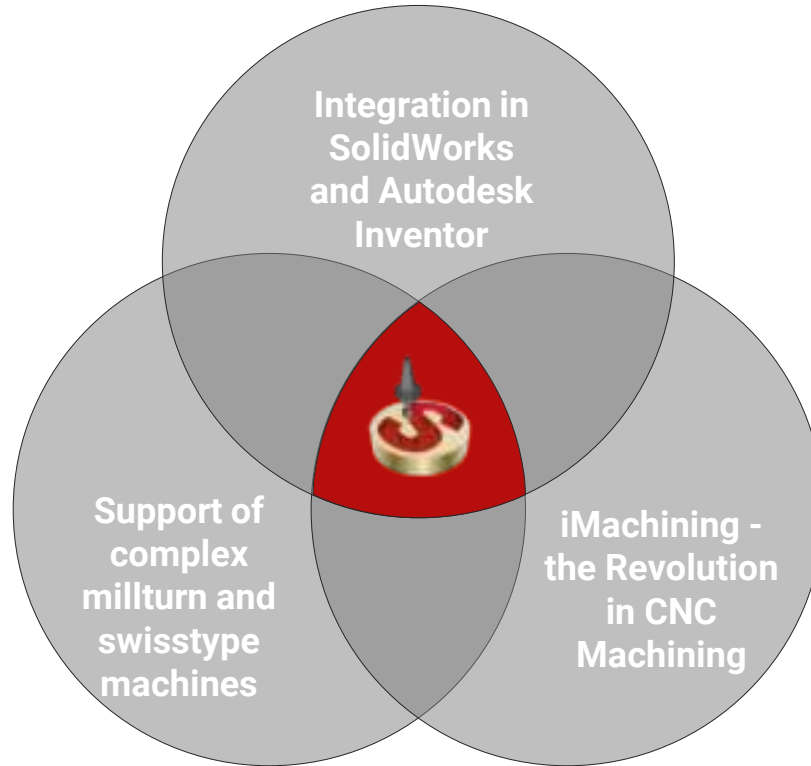 Integration in
SolidWorks
and Autodesk
Inventor
Support of
complex
millturn and
swisstype
machines
iMachining -
the Revolution
in CNC
Machining